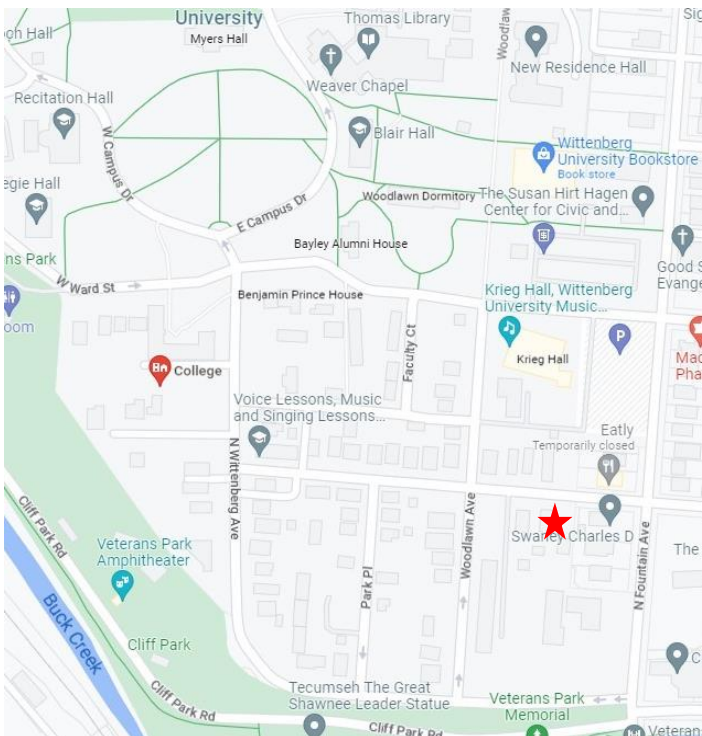 University
Myers Hall
Thomas Library
Sig
Hall
New Residence Hall
Weaver Chapel
Recitation Hall
Blair Hall
Woodlawn
W Campus Dr
Wittenberg
University Bookstore
Book store
egie Hall
Woodlawn Dormitory
The Susan Hirt Hagen
Center for Civic and...
E Campus Dr
Bayley Alumni House
ns Park
Good S
Evange
W Ward St
Benjamin Prince House
Krieg Hall, Wittenberg
University Music...
oom
Faculty Ct
Krieg Hall
P
Mad
Pha
College
Voice Lessons, Music
and Singing Lessons...
Eatly
Temporarily closed
N Wittenberg Ave
Cliff Park Rd
Woodlawn Ave
Swaney Charles D
N Fountain Ave
The
Veterans Park
Amphitheater
Park Pl
Buck Creek
Cliff Park
C
Cliff Park Rd
Tecumseh The Great
Shawnee Leader Statue
Veterans Park
Memorial
Cliff Park Rd
Veteran